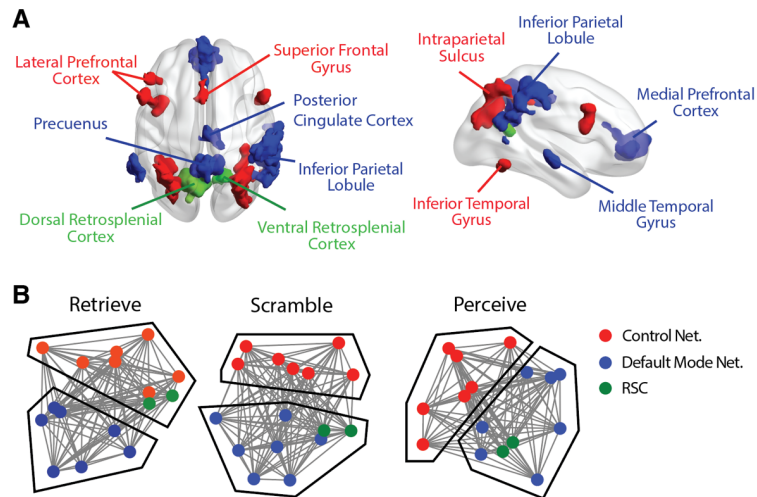 A
Lateral Prefrontal
Cortex
Superior Frontal
Gyrus
Precuenus
Posterior
Cingulate Cortex
Inferior Parietal
Lobule
Dorsal Retrosplenial
Cortex
Ventral Retrosplenial
Cortex
Intraparietal
Sulcus
Inferior Parietal
Lobule
Medial Prefrontal
Cortex
Inferior Temporal
Gyrus
Middle Temporal
Gyrus
B
Retrieve
Scramble
Perceive
Control Net.
Default Mode Net.
RSC